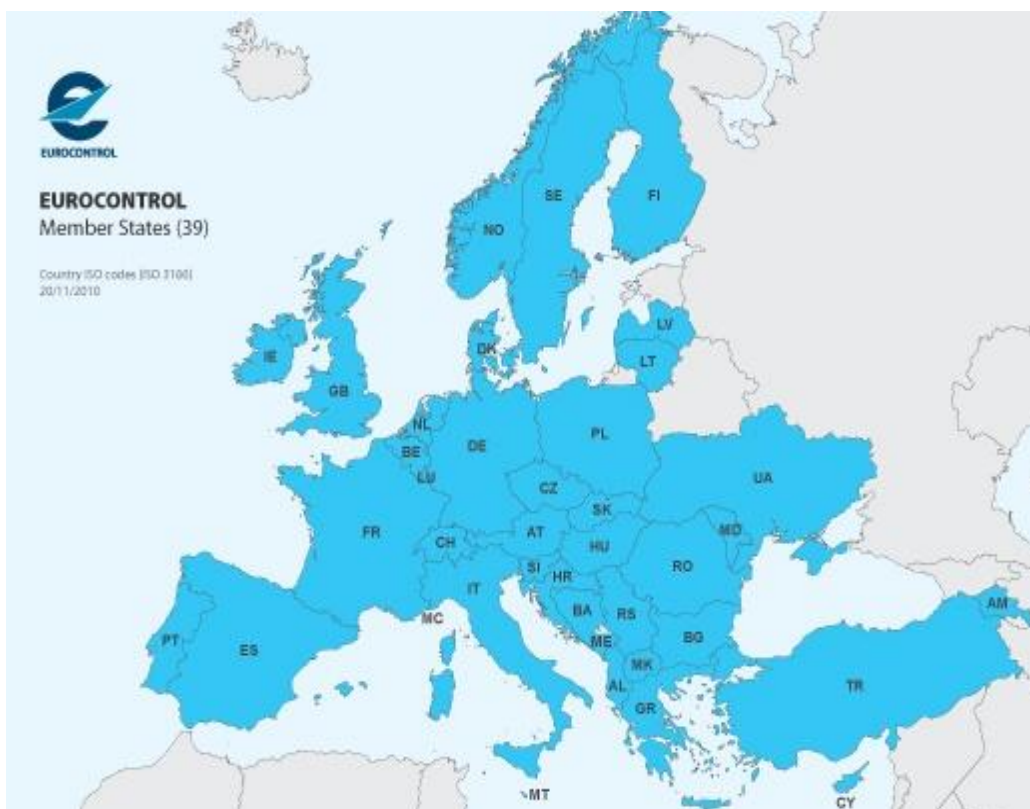 EUROCONTROL
EUROCONTROL
Member States (39)
Country ISO codes (ISO 3166)
20/11/2010
SE
FI
NO
LV
DK
LT
IE
GB
NL
PL
DE
BE
LU
UA
CZ
SK
FR
AT
MD
CH
HU
RO
SI
HR
IT
AM
BA
RS
MC
PT
BG
ME
ES
MK
AL
TR
GR
MT
CY